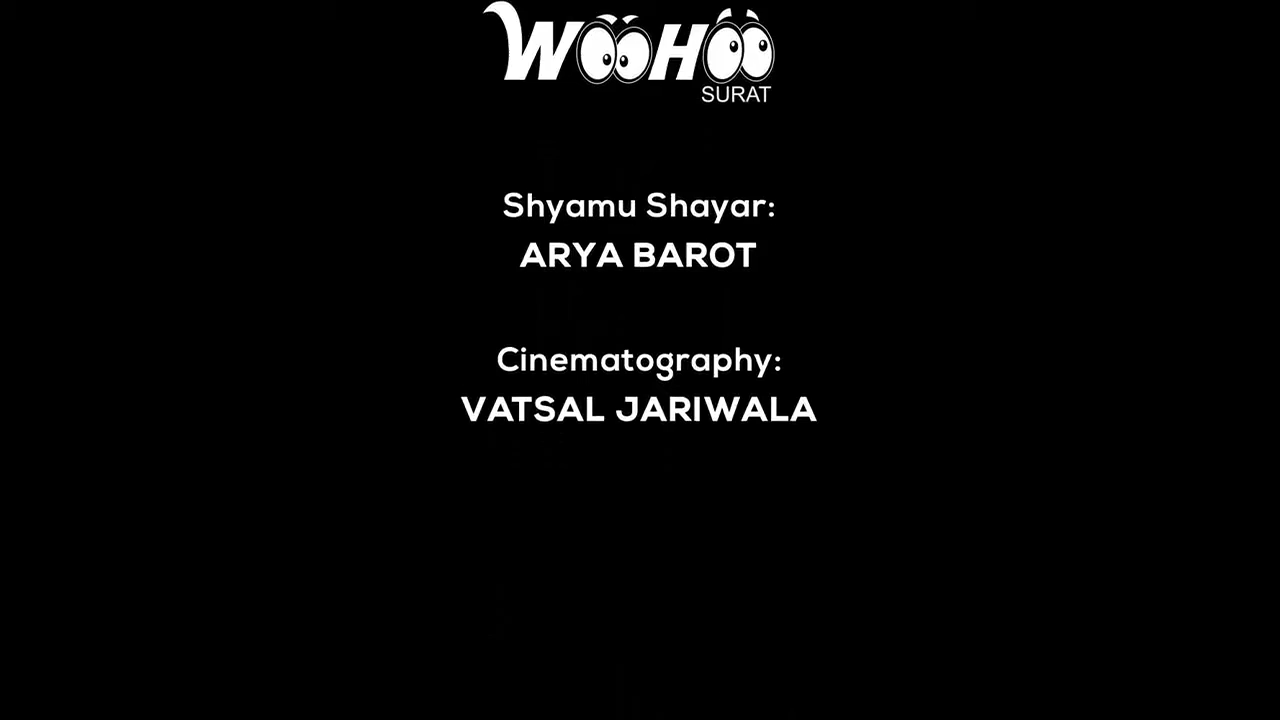 WOOHOO
SURAT
Shyamu Shayar:
ARYA BAROT
Cinematography:
VATSAL JARIWALA